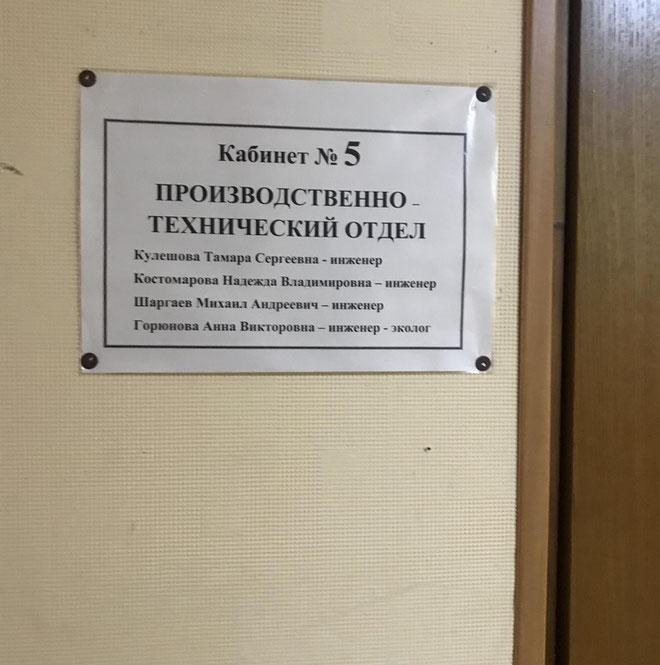 Кабинет № 5
ПРОИЗВОДСТВЕННО -
ТЕХНИЧЕСКИЙ ОТДЕЛ
Кулешова Тамара Сергеевна - инженер
Костомарова Надежда Владимировна – инженер
Шаргаев Михаил Андреевич – инженер
Горюнова Анна Викторовна – инженер - эколог